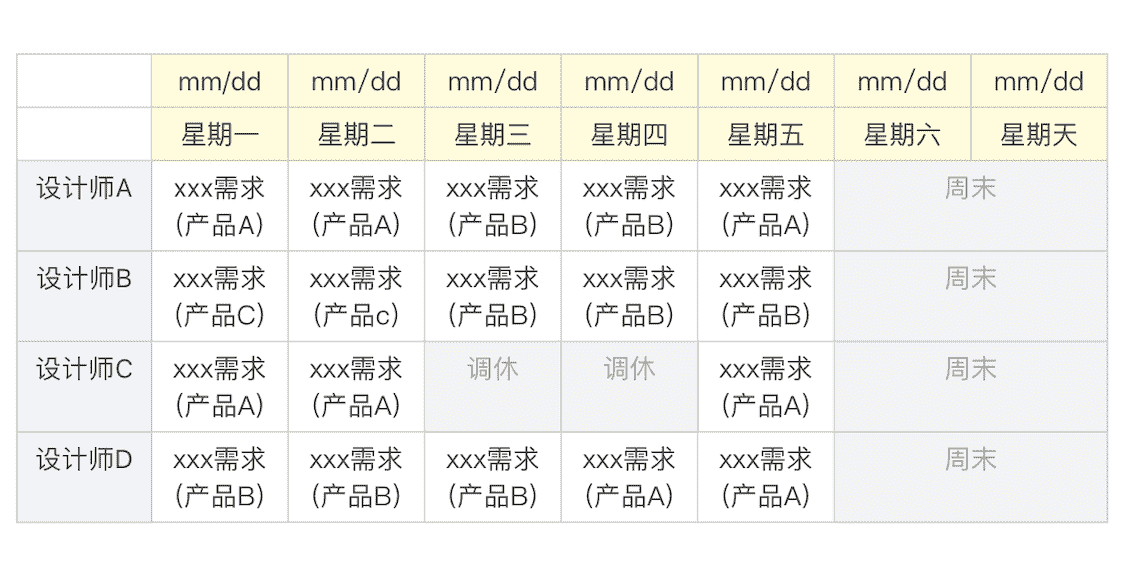 mm/dd mm/dd mm/dd mm/dd mm/dd mm/dd mm/dd
星期一 星期二 星期三 星期四 星期五 星期六 星期天
设计师A xxx需求 xxx需求 xxx需求 xxx需求 xxx需求 周末
(产品A) (产品A) (产品B) (产品B) (产品A)
设计师B xxx需求 xxx需求 xxx需求 xxx需求 xxx需求 周末
(产品C) (产品c) (产品B) (产品B) (产品B)
设计师C xxx需求 xxx需求 调休 调休 xxx需求 周末
(产品A) (产品A) (产品A)
设计师D xxx需求 xxx需求 xxx需求 xxx需求 xxx需求 周末
(产品B) (产品B) (产品B) (产品A) (产品A)